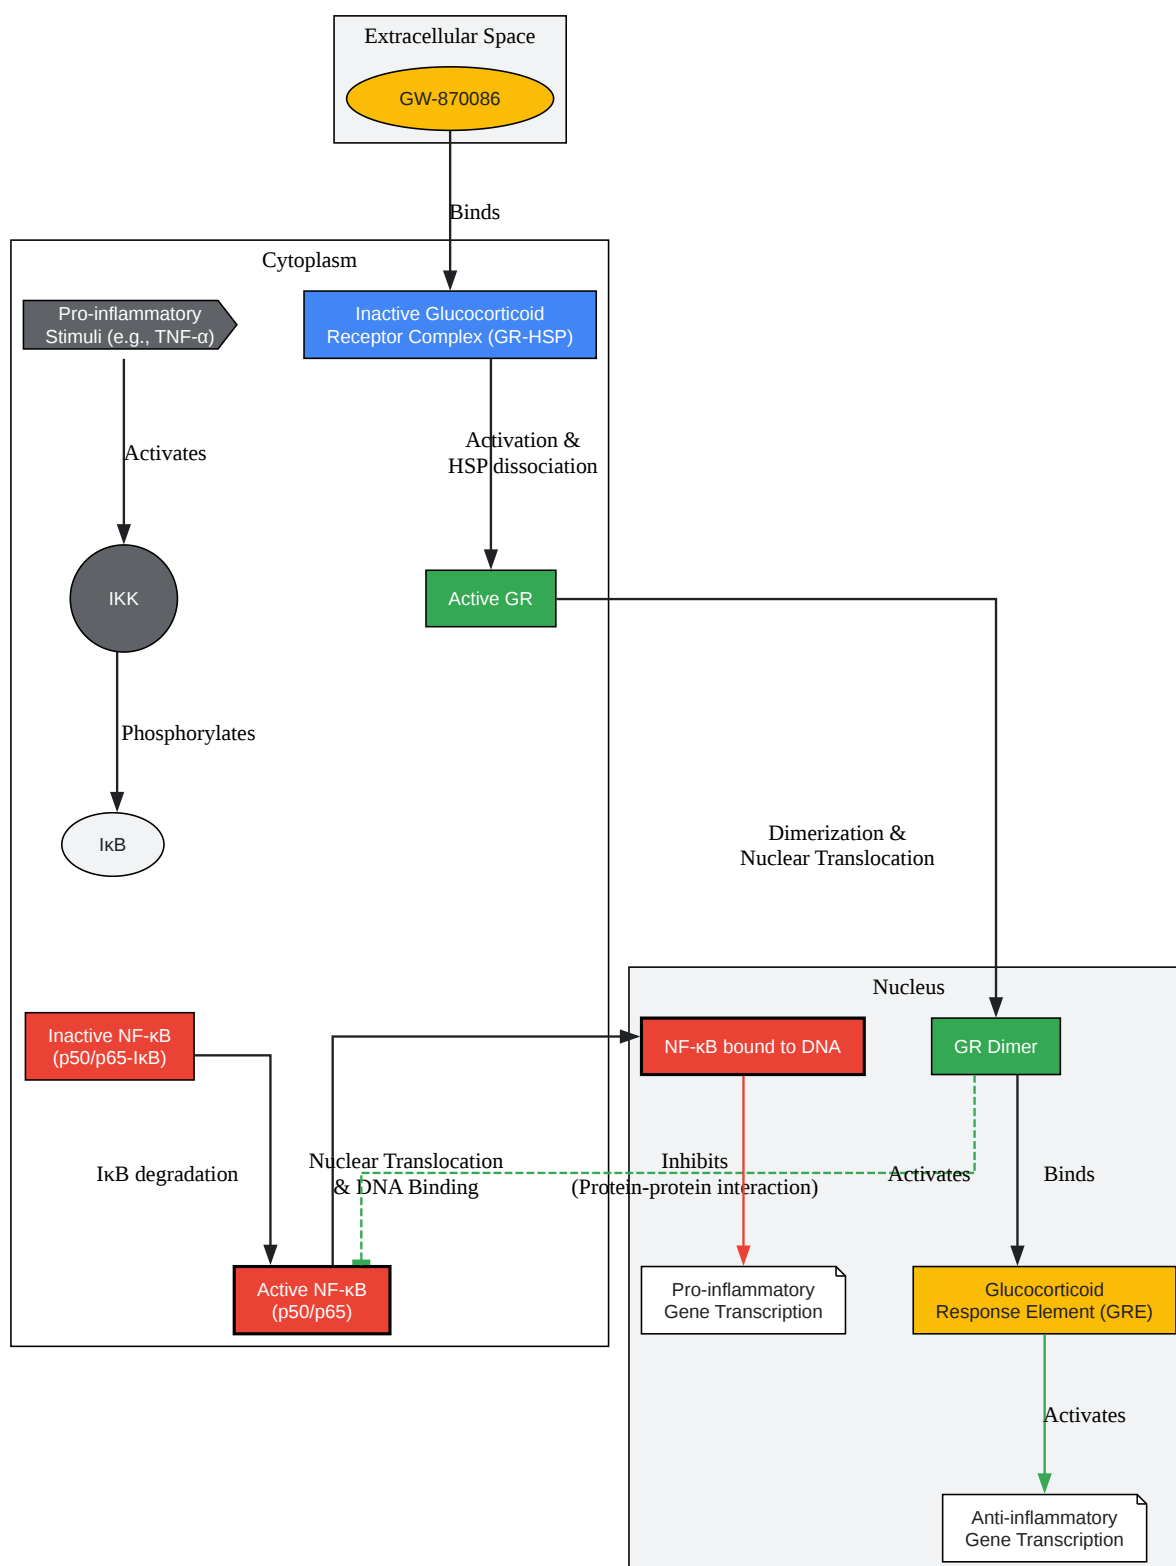 Extracellular Space
GW-870086
Binds
Cytoplasm
Pro-inflammatory
Stimuli (e.g., TNF-α)
Inactive Glucocorticoid
Receptor Complex (GR-HSP)
Activates
Activation &
HSP dissociation
IKK
Active GR
Phosphorylates
IκB
Dimerization &
Nuclear Translocation
Nucleus
Inactive NF-κB
(p50/p65-IκB)
NF-κB bound to DNA
GR Dimer
IκB degradation
Nuclear Translocation
& DNA Binding
Inhibits
(Protein-protein interaction)
Activates
Binds
Active NF-κB
(p50/p65)
Pro-inflammatory
Gene Transcription
Glucocorticoid
Response Element (GRE)
Activates
Anti-inflammatory
Gene Transcription